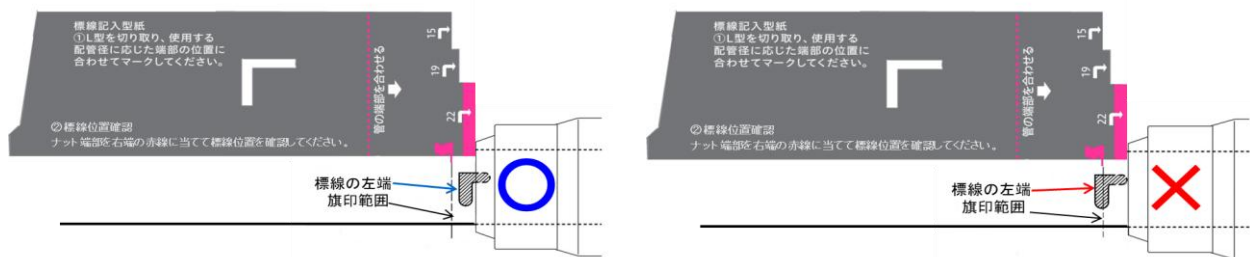 標線記入型紙
①L型を切り取り、使用する
配管径に応じた端部の位置に
合わせてマークしてください。
管の端部を合わせる
15
19
22
②標線位置確認
ナット端部を右端の赤線に当てて標線位置を確認してください。
標線の左端
旗印範囲
標線記入型紙
①L型を切り取り、使用する
配管径に応じた端部の位置に
合わせてマークしてください。
管の端部を合わせる
15
19
22
②標線位置確認
ナット端部を右端の赤線に当てて標線位置を確認してください。
標線の左端
旗印範囲